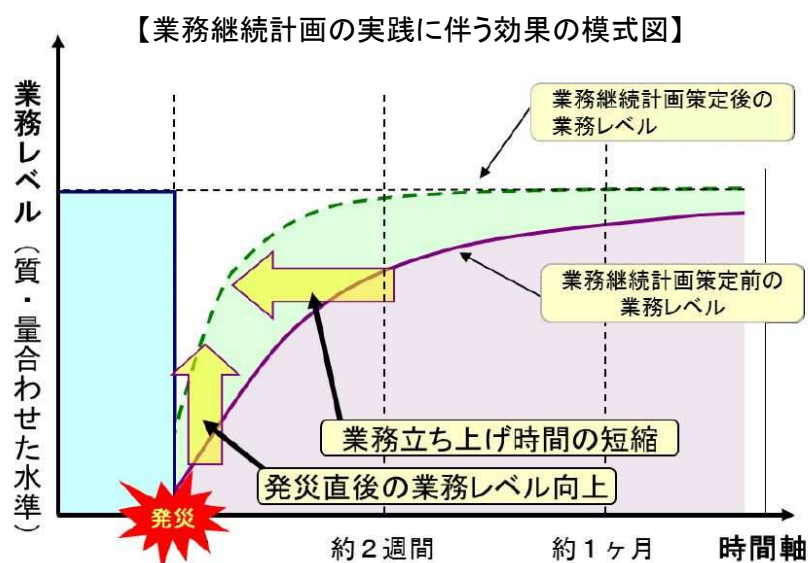 【業務継続計画の実践に伴う効果の模式図】
業務レベル（質・量合わせた水準）
業務継続計画策定後の
業務レベル
業務継続計画策定前の
業務レベル
業務立ち上げ時間の短縮
発災直後の業務レベル向上
発災
約２週間
約１ヶ月
時間軸